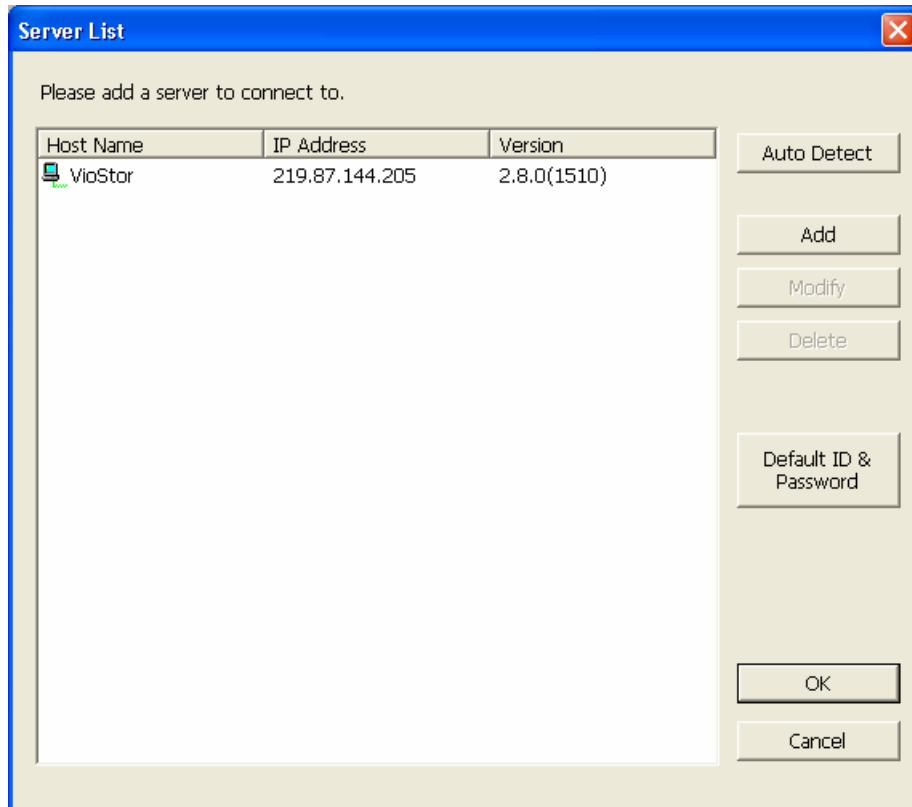 Server List
Please add a server to connect to.
Host Name IP Address Version
VioStor 219.87.144.205 2.8.0(1510)
Auto Detect
Add
Modify
Delete
Default ID &
Password
OK
Cancel